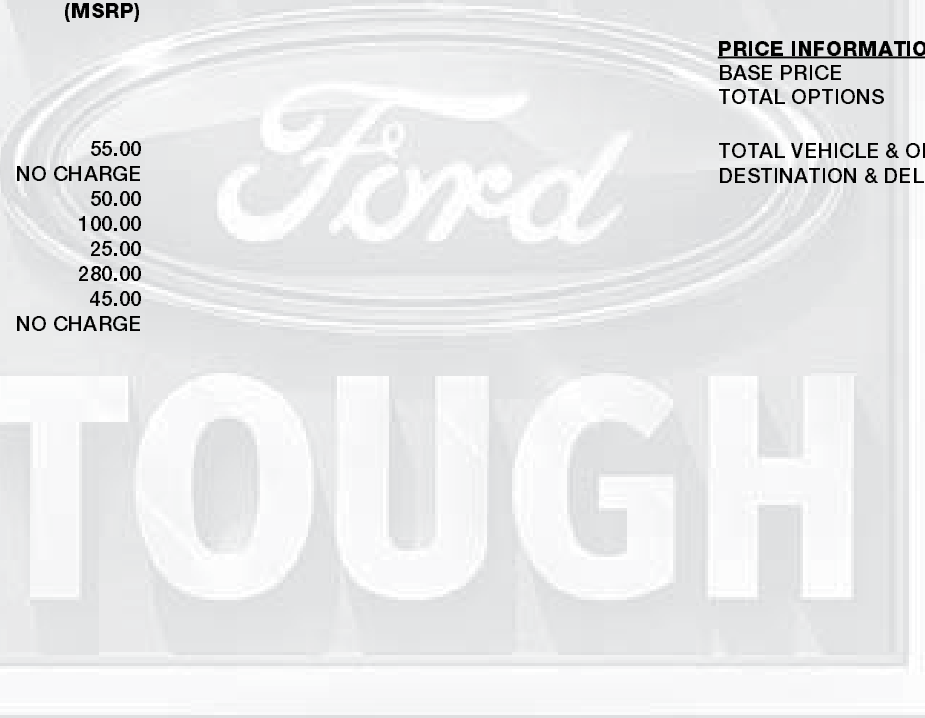 (MSRP)
55.00
NO CHARGE
50.00
100.00
25.00
280.00
45.00
NO CHARGE
PRICE INFORMATIO
BASE PRICE
TOTAL OPTIONS
TOTAL VEHICLE & O
DESTINATION & DEL
Ford
TOUGH